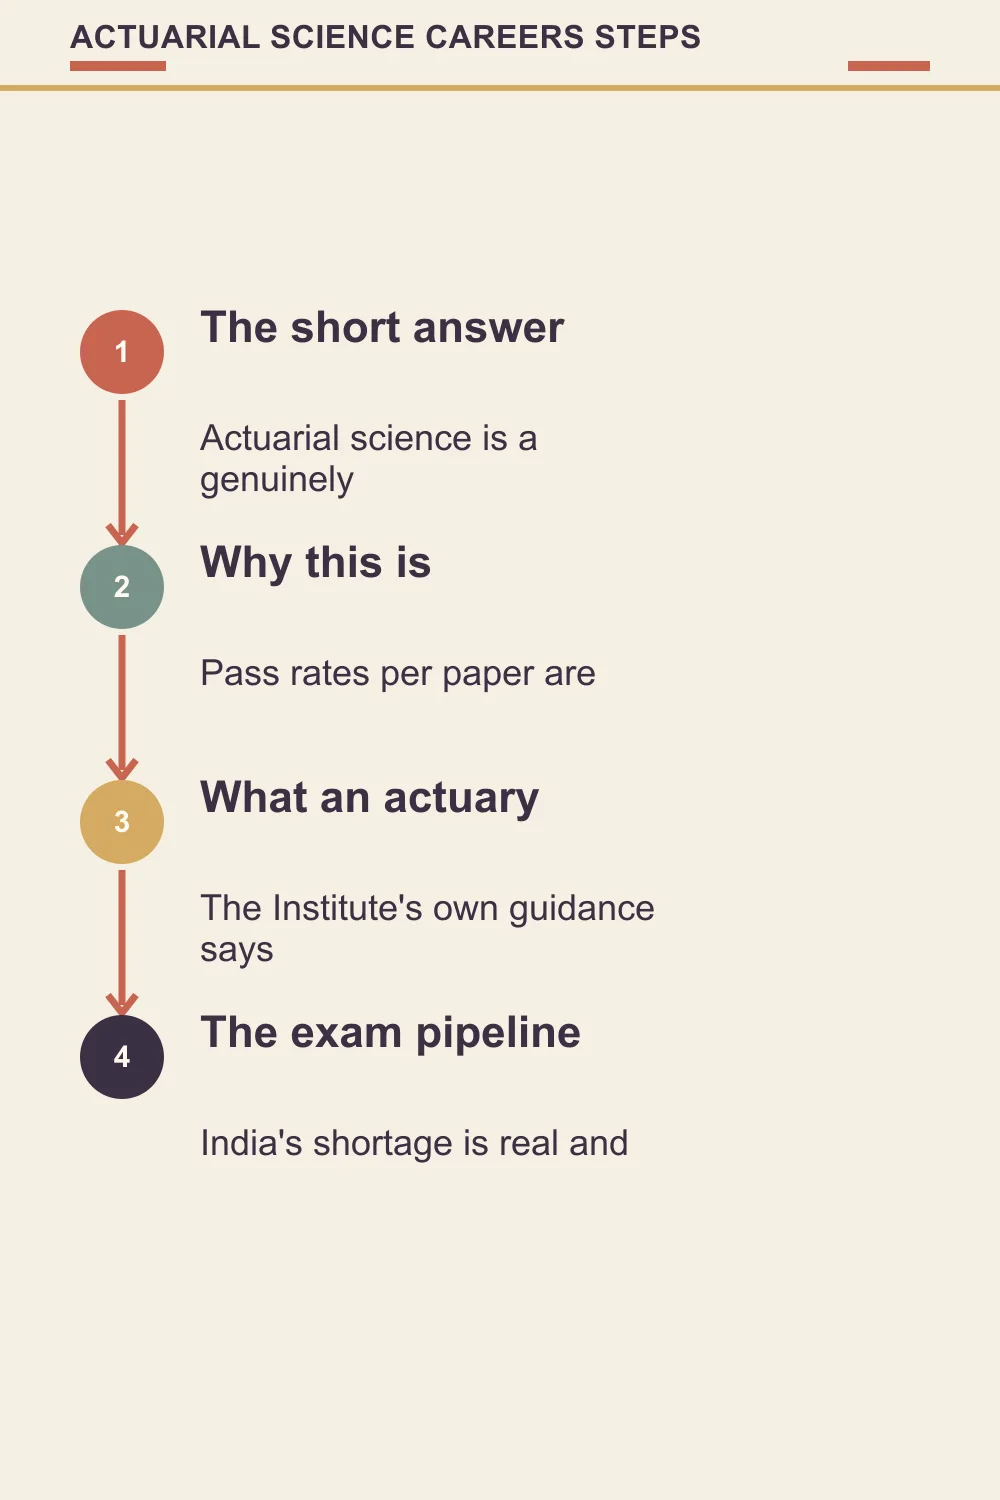 ACTUARIAL SCIENCE CAREERS STEPS
1
The short answer
Actuarial science is a
genuinely
2
Why this is
Pass rates per paper are
3
What an actuary
The Institute's own guidance
says
4
The exam pipeline
India's shortage is real and